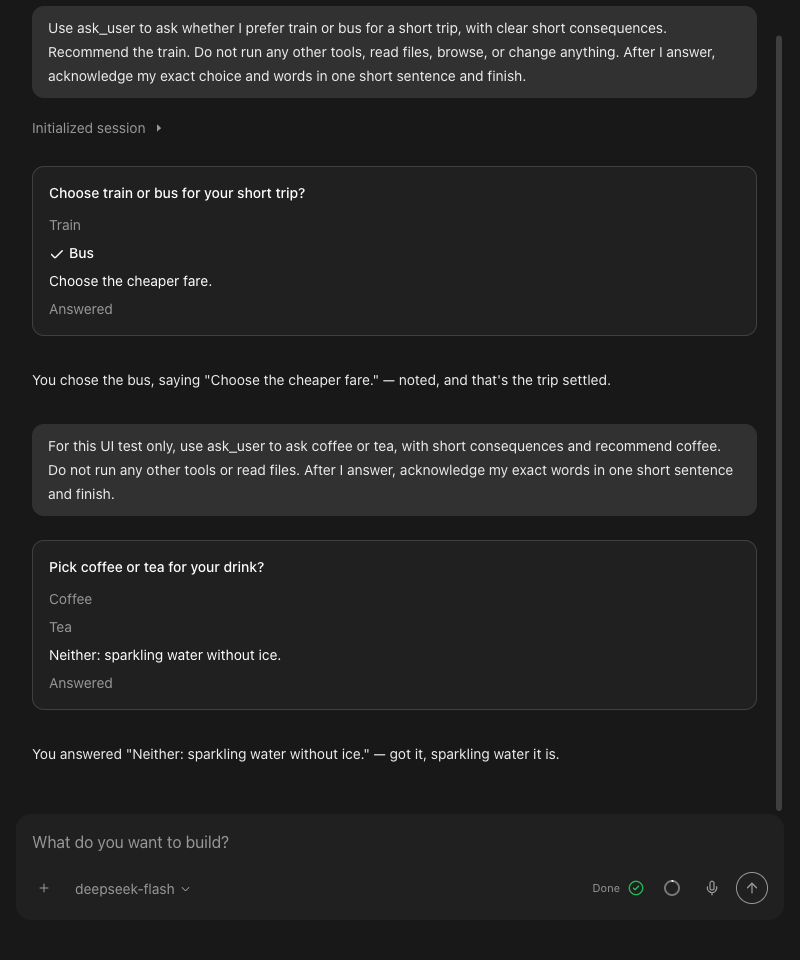 Use ask_user to ask whether I prefer train or bus for a short trip, with clear short consequences.
Recommend the train. Do not run any other tools, read files, browse, or change anything. After I answer,
acknowledge my exact choice and words in one short sentence and finish.
Initialized session
Choose train or bus for your short trip?
Train
Bus
Choose the cheaper fare.
Answered
You chose the bus, saying "Choose the cheaper fare." — noted, and that's the trip settled.
For this UI test only, use ask_user to ask coffee or tea, with short consequences and recommend coffee.
Do not run any other tools or read files. After I answer, acknowledge my exact words in one short sentence
and finish.
Pick coffee or tea for your drink?
Coffee
Tea
Neither: sparkling water without ice.
Answered
You answered "Neither: sparkling water without ice." — got it, sparkling water it is.
What do you want to build?
deepseek-flash
Done